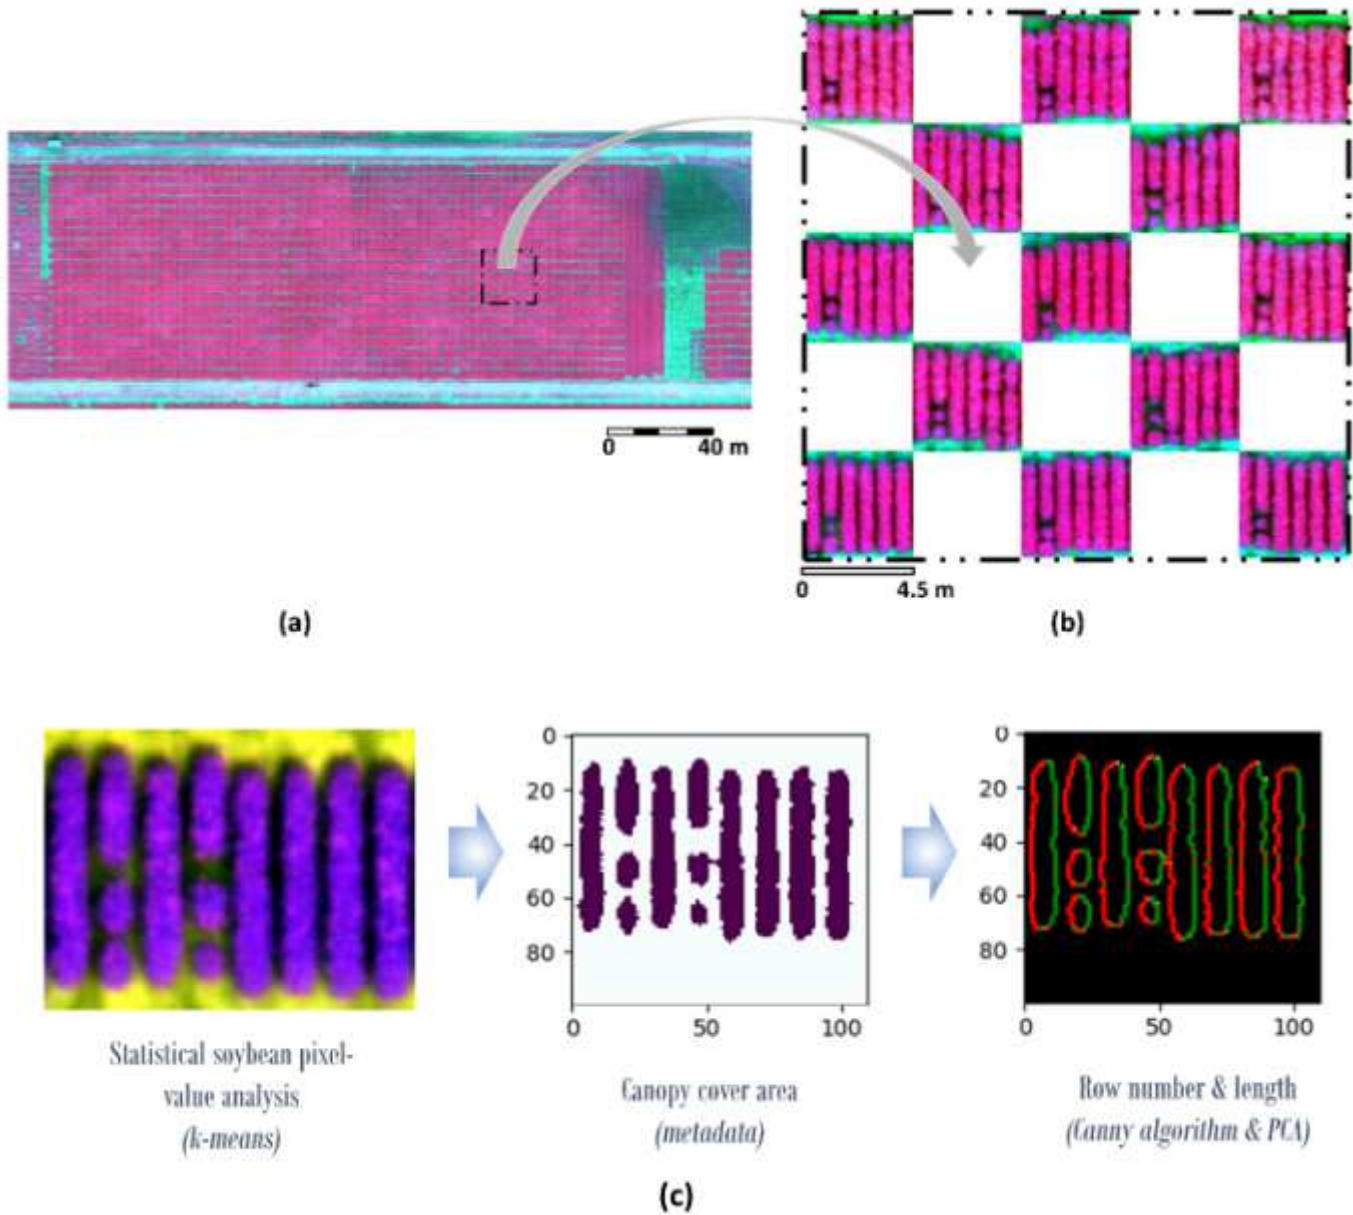 0 40 m
0 4.5 m
(a) (b)
0
20
40
60
80
0 50 100
0
20
40
60
80
0 50 100
Statistical soybean pixel-
value analysis
(k-means)
Canopy cover area
(metadata)
Row number & length
(Canny algorithm & PCA)
(c)